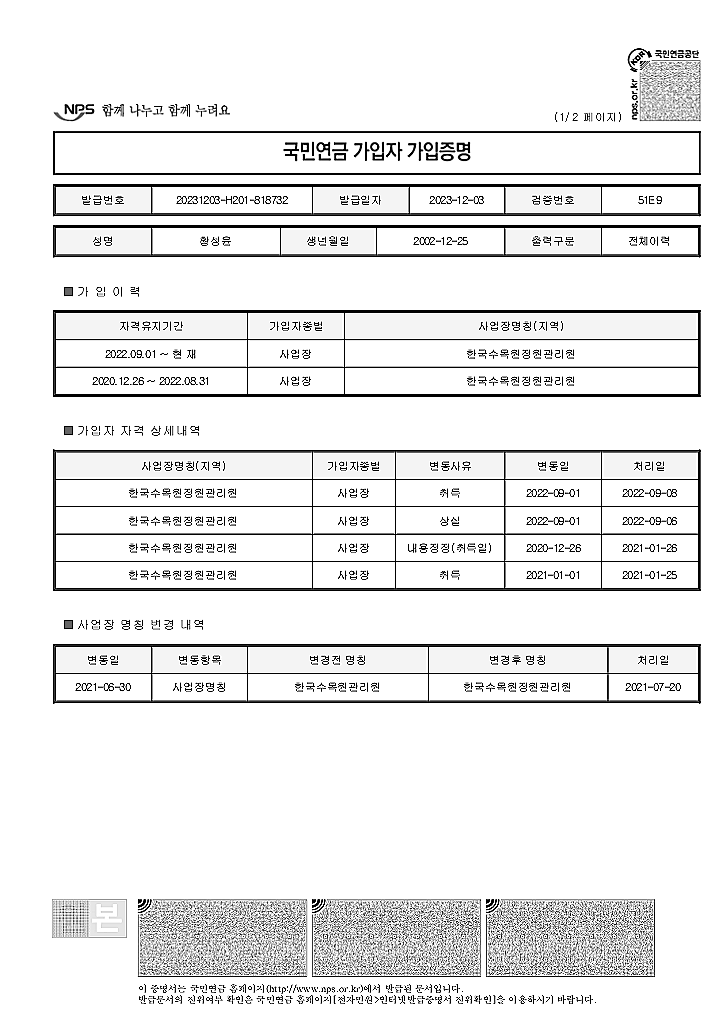 국민연금공단
nps.or.kr
NPS 함께 나누고 함께 누려요
(1/2 페이지)
국민연금 가입자 가입증명
발급번호 20231203-H201-818732 발급일자 2023-12-03 검증번호 51E9
성명 황성윤 생년월일 2002-12-25 출력구분 전체이력
■ 가 입 이 력
자격유지기간 가입자종별 사업장명칭(지역)
2022.09.01 ~ 현 재 사업장 한국수목원정원관리원
2020.12.26 ~ 2022.08.31 사업장 한국수목원정원관리원
■ 가입자 자격 상세내역
사업장명칭(지역) 가입자종별 변동사유 변동일 처리일
한국수목원정원관리원 사업장 취득 2022-09-01 2022-09-08
한국수목원정원관리원 사업장 상실 2022-09-01 2022-09-06
한국수목원정원관리원 사업장 내용정정(취득일) 2020-12-26 2021-01-26
한국수목원정원관리원 사업장 취득 2021-01-01 2021-01-25
■ 사업장 명칭 변경 내역
변동일 변동항목 변경전 명칭 변경후 명칭 처리일
2021-06-30 사업장명칭 한국수목원관리원 한국수목원정원관리원 2021-07-20
본
이 증명서는 국민연금 홈페이지(http://www.nps.or.kr)에서 발급된 문서입니다.
발급문서의 진위여부 확인은 국민연금 홈페이지[전자민원>인터넷발급증명서 진위확인]을 이용하시기 바랍니다.